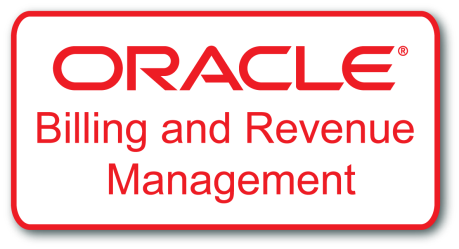 ORACLE®
Billing and Revenue
Management